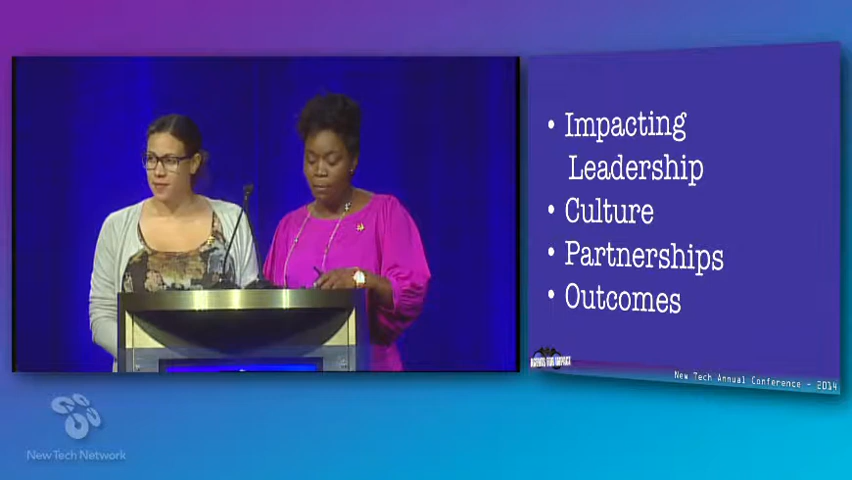 • Impacting
Leadership
• Culture
• Partnerships
• Outcomes
New Tech Annual Conference - 2014
New Tech Network